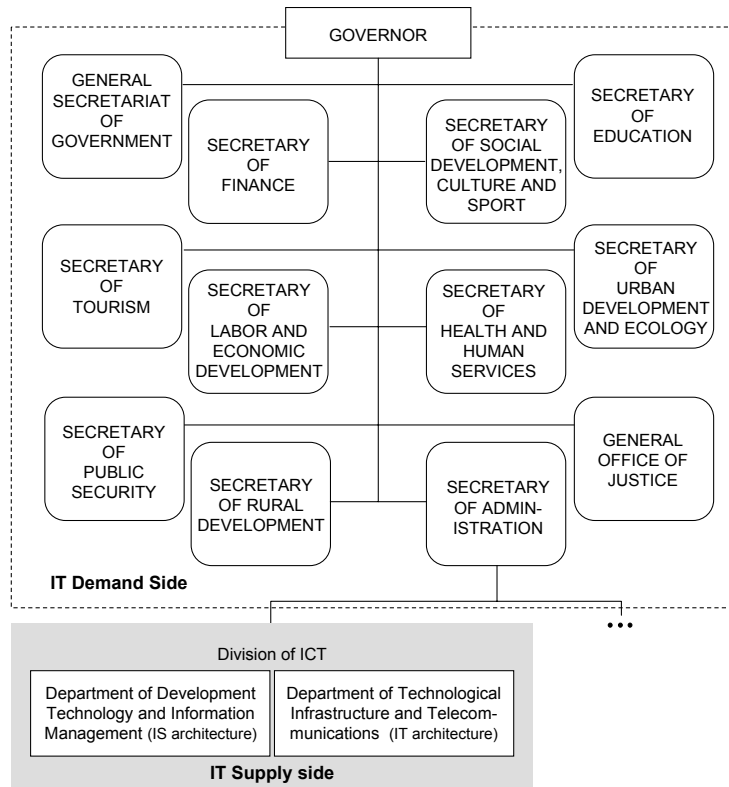 GOVERNOR
GENERAL
SECRETARIAT
OF
GOVERNMENT
SECRETARY
OF
FINANCE
SECRETARY
OF SOCIAL
DEVELOPMENT,
CULTURE AND
SPORT
SECRETARY
OF
EDUCATION
SECRETARY
OF
TOURISM
SECRETARY
OF
LABOR AND
ECONOMIC
DEVELOPMENT
SECRETARY
OF
HEALTH AND
HUMAN
SERVICES
SECRETARY
OF
URBAN
DEVELOPMENT
AND ECOLOGY
SECRETARY
OF
PUBLIC
SECURITY
SECRETARY
OF RURAL
DEVELOPMENT
SECRETARY
OF ADMIN-
ISTRATION
GENERAL
OFFICE OF
JUSTICE
IT Demand Side
...
Division of ICT
Department of Development
Technology and Information
Management (IS architecture)
Department of Technological
Infrastructure and Telecom-
munications (IT architecture)
IT Supply side